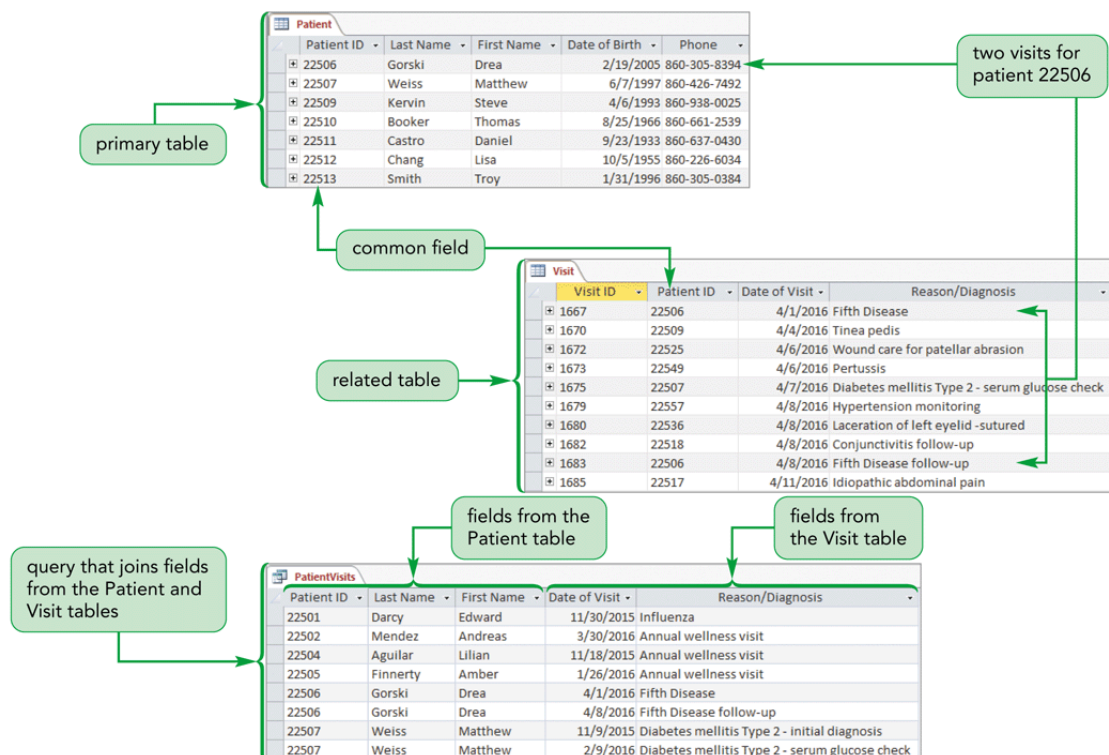 Patient
Patient ID Last Name First Name Date of Birth Phone
22506 Gorski Drea 2/19/2005 860-305-8394
22507 Weiss Matthew 6/7/1997 860-426-7492
22509 Kervin Steve 4/6/1993 860-938-0025
22510 Booker Thomas 8/25/1966 860-661-2539
22511 Castro Daniel 9/23/1933 860-637-0430
22512 Chang Lisa 10/5/1955 860-226-6034
22513 Smith Troy 1/31/1996 860-305-0384
two visits for
patient 22506
primary table
common field
Visit
Visit ID Patient ID Date of Visit Reason/Diagnosis
1667 22506 4/1/2016 Fifth Disease
1670 22509 4/4/2016 Tinea pedis
1672 22525 4/6/2016 Wound care for patellar abrasion
1673 22549 4/6/2016 Pertussis
1675 22507 4/7/2016 Diabetes mellitis Type 2 - serum glucose check
1679 22557 4/8/2016 Hypertension monitoring
1680 22536 4/8/2016 Laceration of left eyelid -sutured
1682 22518 4/8/2016 Conjunctivitis follow-up
1683 22506 4/8/2016 Fifth Disease follow-up
1685 22517 4/11/2016 Idiopathic abdominal pain
related table
fields from the
Patient table
fields from
the Visit table
query that joins fields
from the Patient and
Visit tables
PatientVisits
Patient ID Last Name First Name Date of Visit Reason/Diagnosis
22501 Darcy Edward 11/30/2015 Influenza
22502 Mendez Andreas 3/30/2016 Annual wellness visit
22504 Aguilar Lilian 11/18/2015 Annual wellness visit
22505 Finnerty Amber 1/26/2016 Annual wellness visit
22506 Gorski Drea 4/1/2016 Fifth Disease
22506 Gorski Drea 4/8/2016 Fifth Disease follow-up
22507 Weiss Matthew 11/9/2015 Diabetes mellitis Type 2 - initial diagnosis
22507 Weiss Matthew 2/9/2016 Diabetes mellitis Type 2 - serum glucose check